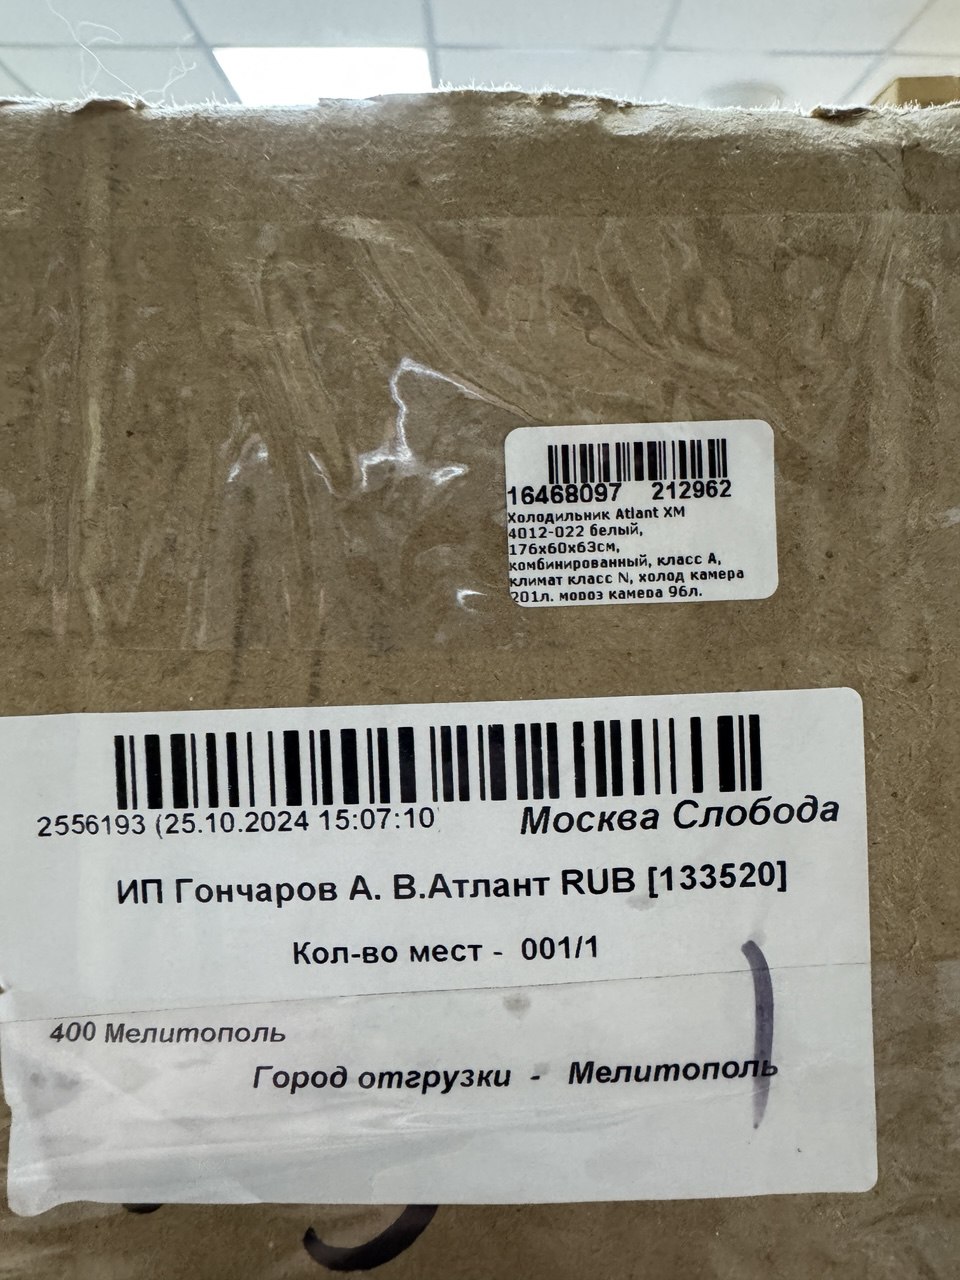 16468097 212962
Холодильник Atlant ХМ
4012-022 белый,
176х60х63см,
комбинированный, класс А,
климат класс N, холод камера
201л. мороз камера 96л.
2556193 (25.10.2024 15:07:10)
Москва Слобода
ИП Гончаров А. В.Атлант RUB [133520]
Кол-во мест - 001/1
400 Мелитополь
Город отгрузки - Мелитополь